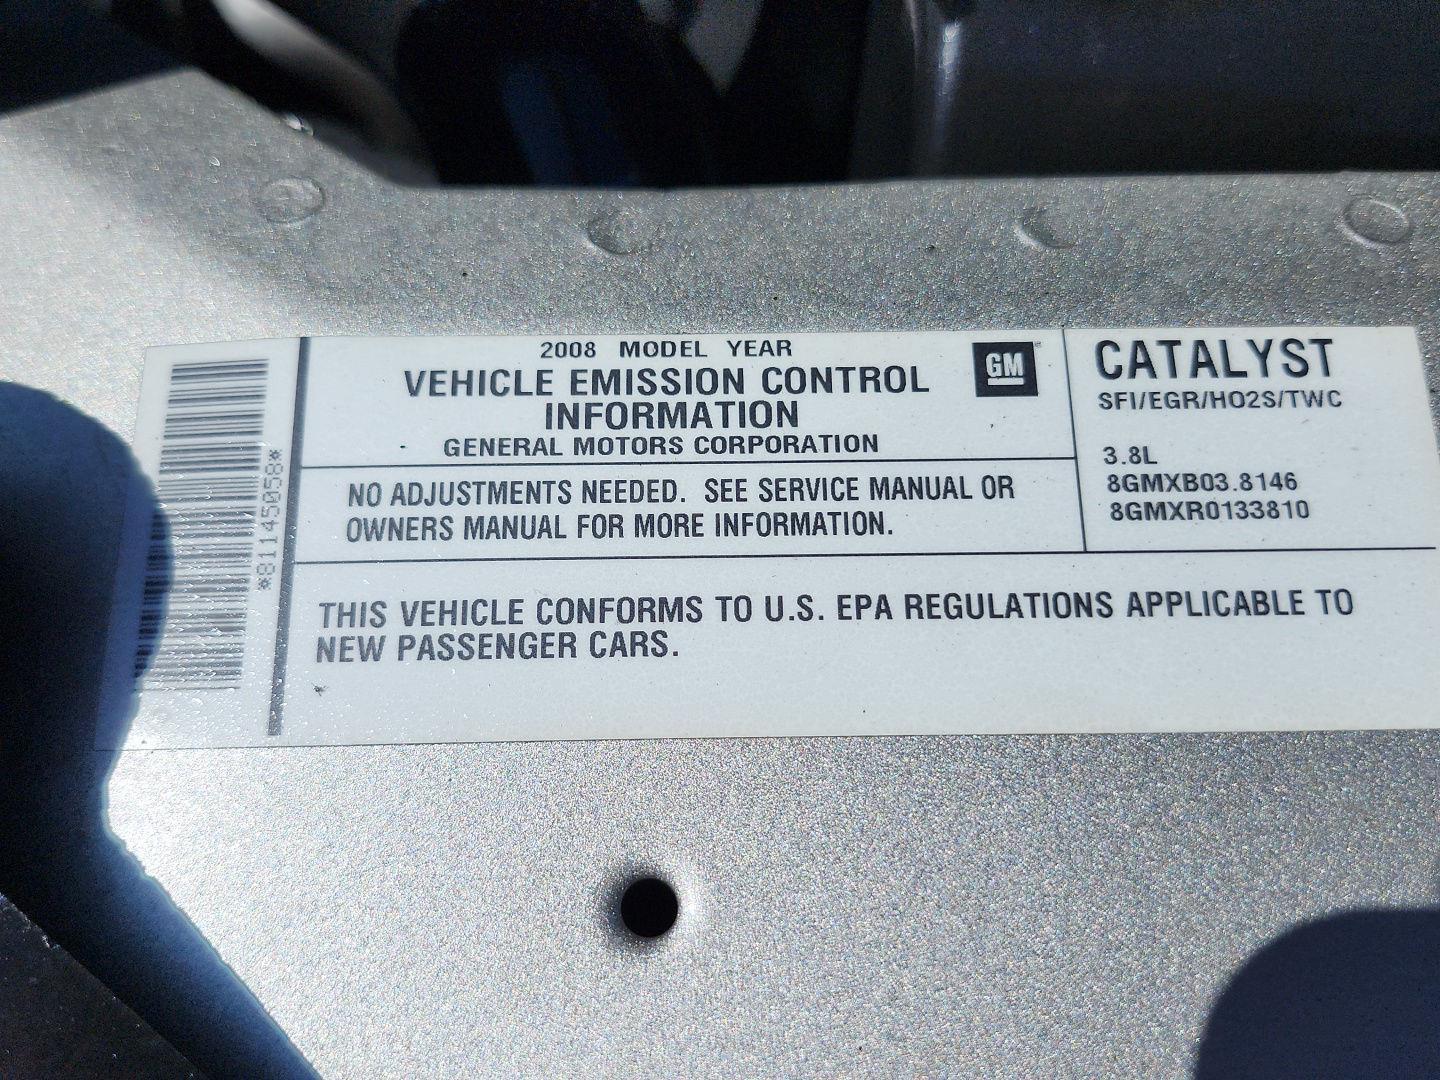 2008 MODEL YEAR
VEHICLE EMISSION CONTROL
INFORMATION
GENERAL MOTORS CORPORATION
GM
NO ADJUSTMENTS NEEDED. SEE SERVICE MANUAL OR
OWNERS MANUAL FOR MORE INFORMATION.
CATALYST
SFI/EGR/HO2S/TWC
3.8L
8GMXB03.8146
8GMXR0133810
THIS VEHICLE CONFORMS TO U.S. EPA REGULATIONS APPLICABLE TO
NEW PASSENGER CARS.
*81145058*